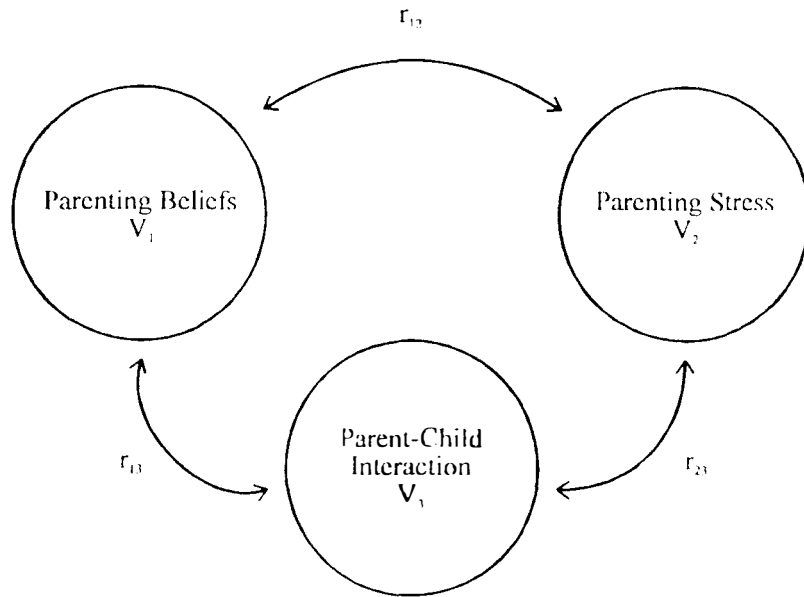 r₁₂
Parenting Beliefs
V₁
Parenting Stress
V₂
Parent-Child
Interaction
V₃
r₁₃
r₂₃